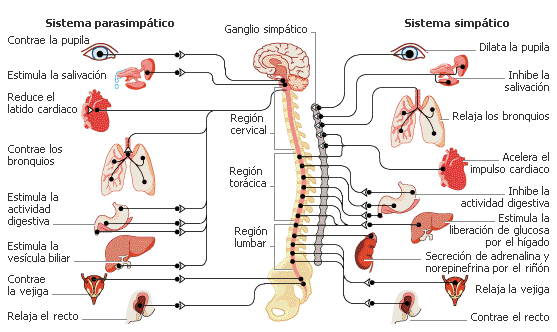 Sistema parasimpático
Contrae la pupila
Estimula la salivación
Reduce el
latido cardiaco
Contrae los
bronquios
Estimula la
actividad
digestiva
Estimula la
vesícula biliar
Contrae
la vejiga
Relaja el recto
Ganglio simpático
Región
cervical
Región
torácica
Región
lumbar
Sistema simpático
Dilata la pupila
Inhibe la
salivación
Relaja los bronquios
Acelera el
impulso cardiaco
Inhibe la
actividad digestiva
Estimula la
liberación de glucosa
por el hígado
Secreción de adrenalina y
norepinefrina por el riñón
Relaja la vejiga
Contrae el recto